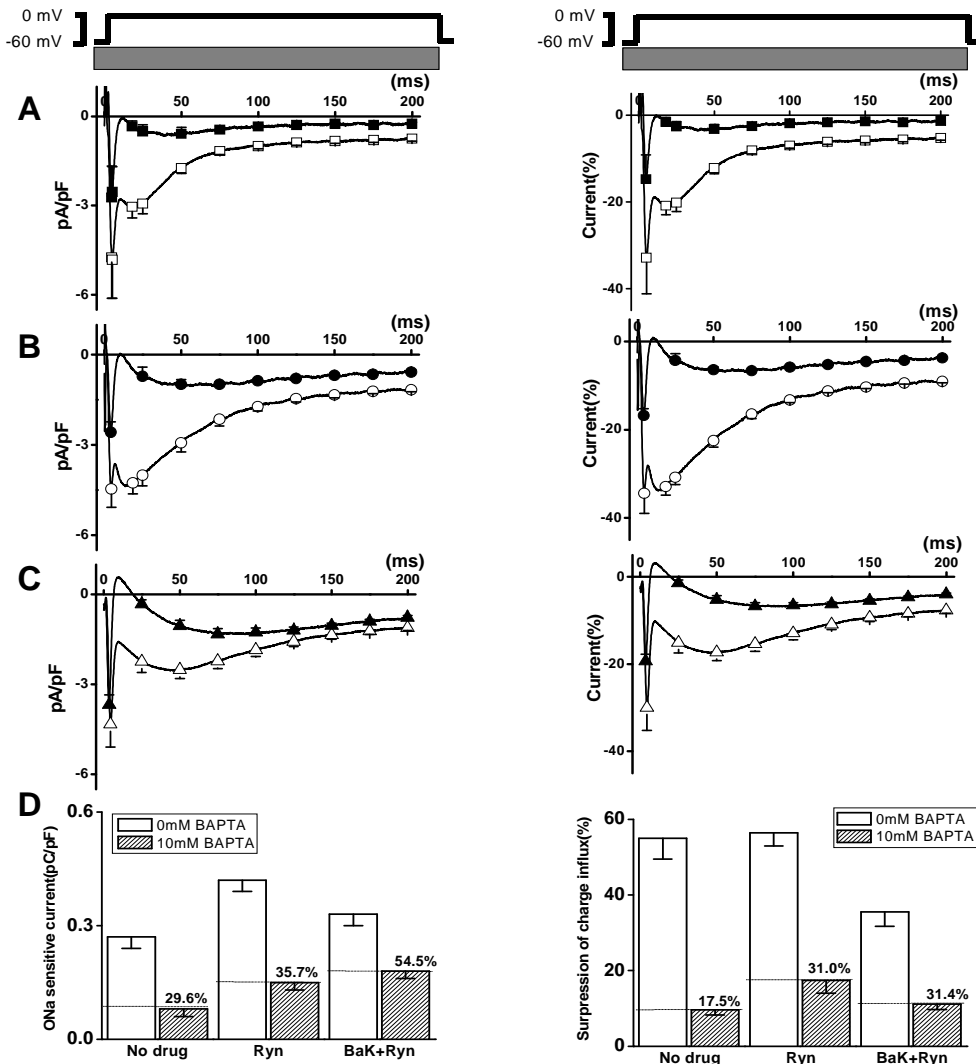 0 mV
-60 mV
0 mV
-60 mV
A
(ms)
0 50 100 150 200
0
-3
-6
pA/pF
(ms)
0 50 100 150 200
0
-20
-40
Current(%)
B
(ms)
0 50 100 150 200
0
-3
-6
pA/pF
(ms)
0 50 100 150 200
0
-20
-40
Current(%)
C
(ms)
0 50 100 150 200
0
-3
-6
pA/pF
(ms)
0 50 100 150 200
0
-20
-40
Current(%)
D
0.6
0.3
0.0
ONa sensitive current(pC/pF)
0mM BAPTA
10mM BAPTA
29.6%
35.7%
54.5%
No drug Ryn BaK+Ryn
60
40
20
0
Surpression of charge influx(%)
0mM BAPTA
10mM BAPTA
17.5%
31.0%
31.4%
No drug Ryn BaK+Ryn